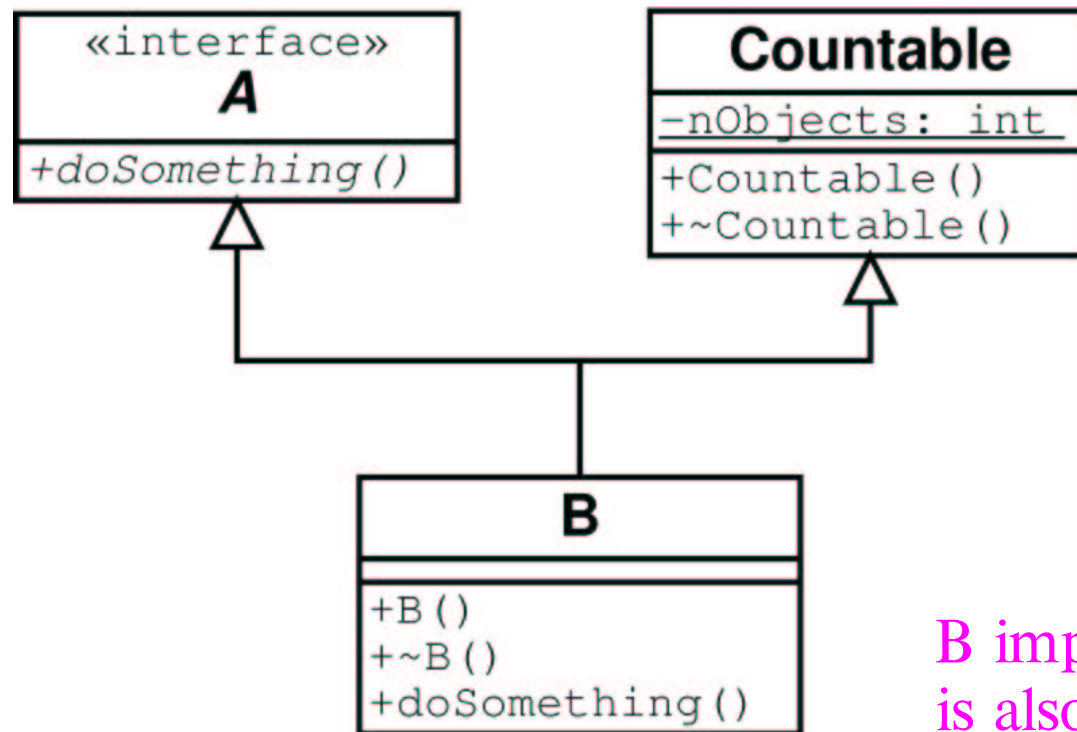 «interface»
A
+doSomething()
Countable
-nObjects: int
+Countable()
+~Countable()
B
+B()
+~B()
+doSomething()
B
is